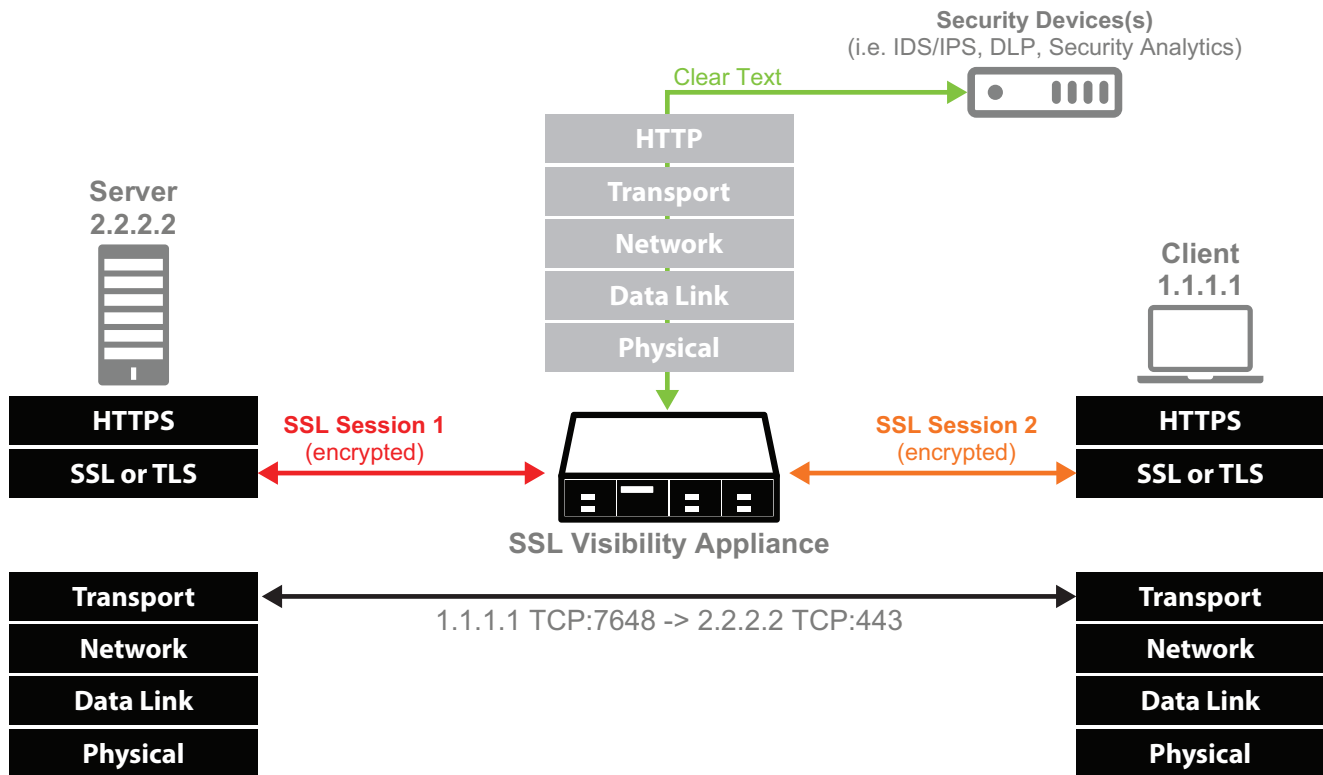 Security Devices(s)
(i.e. IDS/IPS, DLP, Security Analytics)
Clear Text
HTTP
Transport
Network
Data Link
Physical
Server
2.2.2.2
Client
1.1.1.1
HTTPS
SSL or TLS
SSL Session 1
(encrypted)
SSL Session 2
(encrypted)
HTTPS
SSL or TLS
SSL Visibility Appliance
Transport
Network
Data Link
Physical
1.1.1.1 TCP:7648 -> 2.2.2.2 TCP:443
Transport
Network
Data Link
Physical